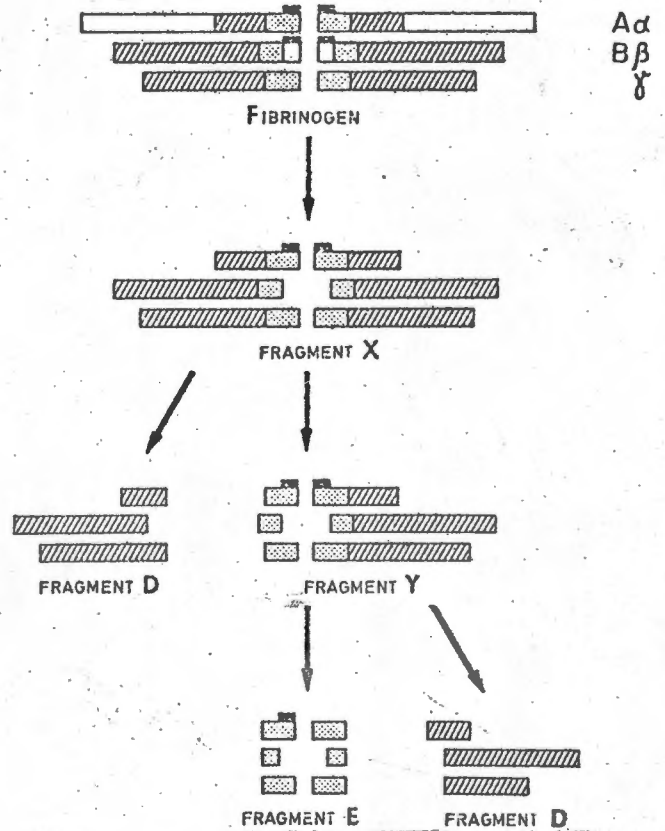 Aα
Bβ
γ
FIBRINOGEN
FRAGMENT X
FRAGMENT D
FRAGMENT Y
FRAGMENT E
FRAGMENT D